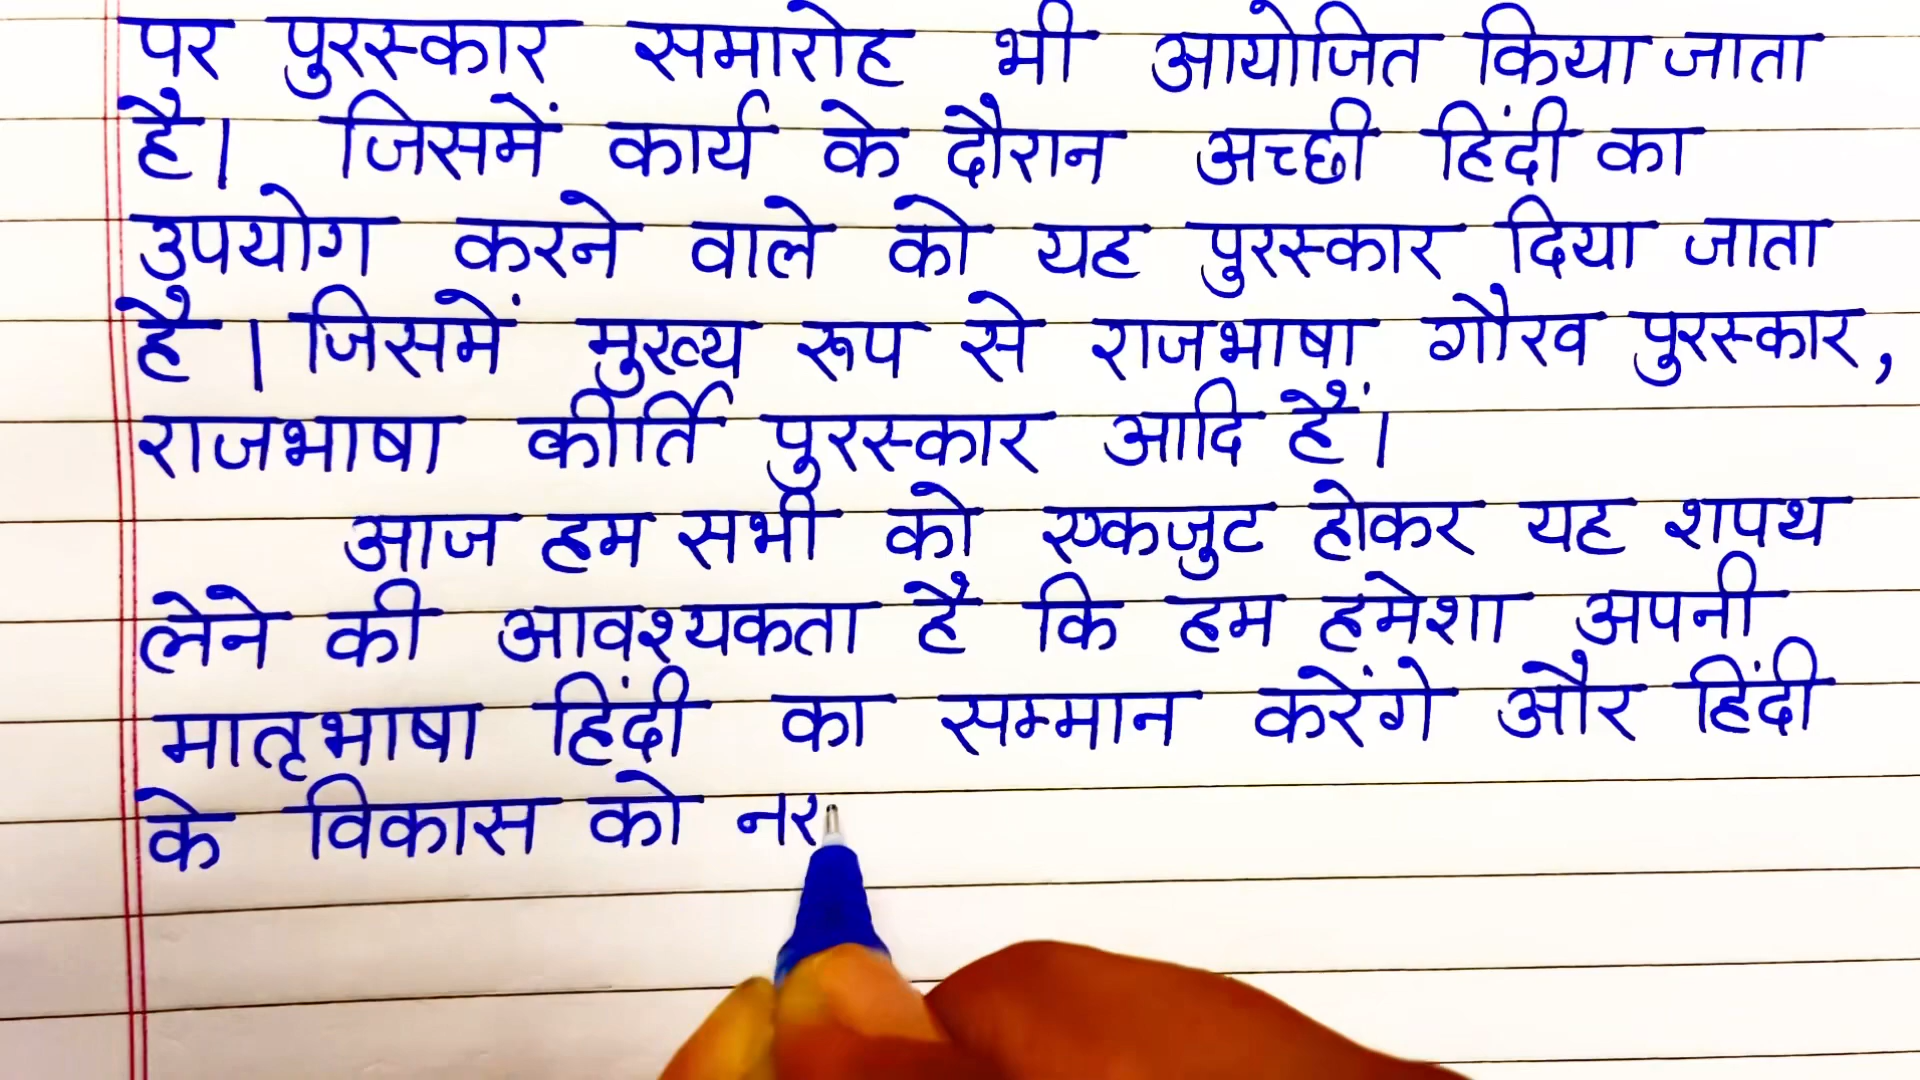 पर पुरस्कार समारोह भी आयोजित किया जाता
है। जिसमें कार्य के दौरान अच्छी हिंदी का
उपयोग करने वाले को यह पुरस्कार दिया जाता
है। जिसमें मुख्य रूप से राजभाषा गौरव पुरस्कार,
राजभाषा कीर्ति पुरस्कार आदि हैं।
आज हम सभी को एकजुट होकर यह शपथ
लेने की आवश्यकता है कि हम हमेशा अपनी
मातृभाषा हिंदी का सम्मान करेंगे और हिंदी
के विकास को